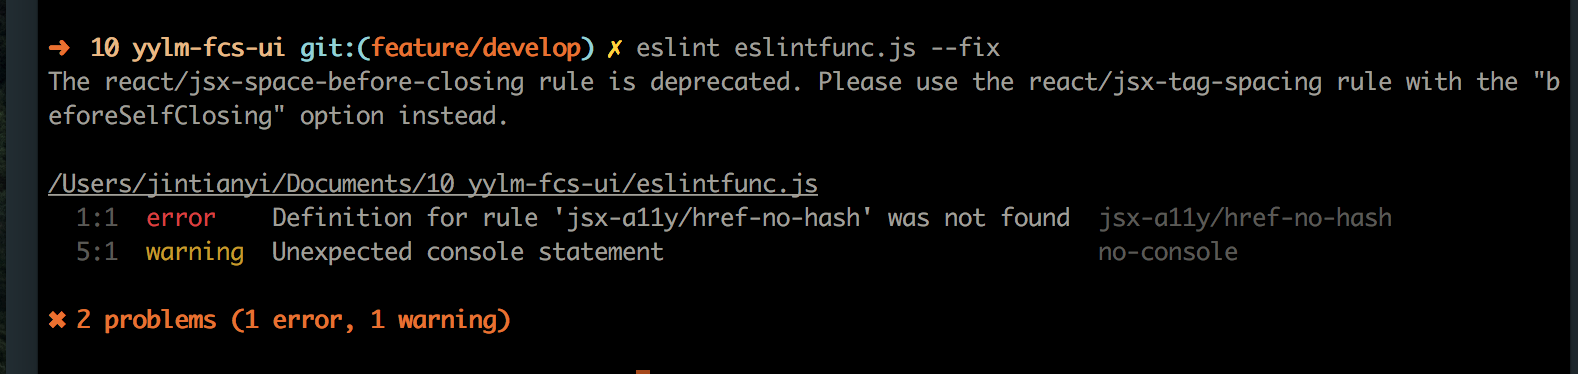 ➜ 10 yylm-fcs-ui git:(feature/develop) ✗ eslint eslintfunc.js --fix
The react/jsx-space-before-closing rule is deprecated. Please use the react/jsx-tag-spacing rule with the "b
eforeSelfClosing" option instead.
/Users/jintianyi/Documents/10 yylm-fcs-ui/eslintfunc.js
1:1 error Definition for rule 'jsx-a11y/href-no-hash' was not found jsx-a11y/href-no-hash
5:1 warning Unexpected console statement no-console
✖ 2 problems (1 error, 1 warning)